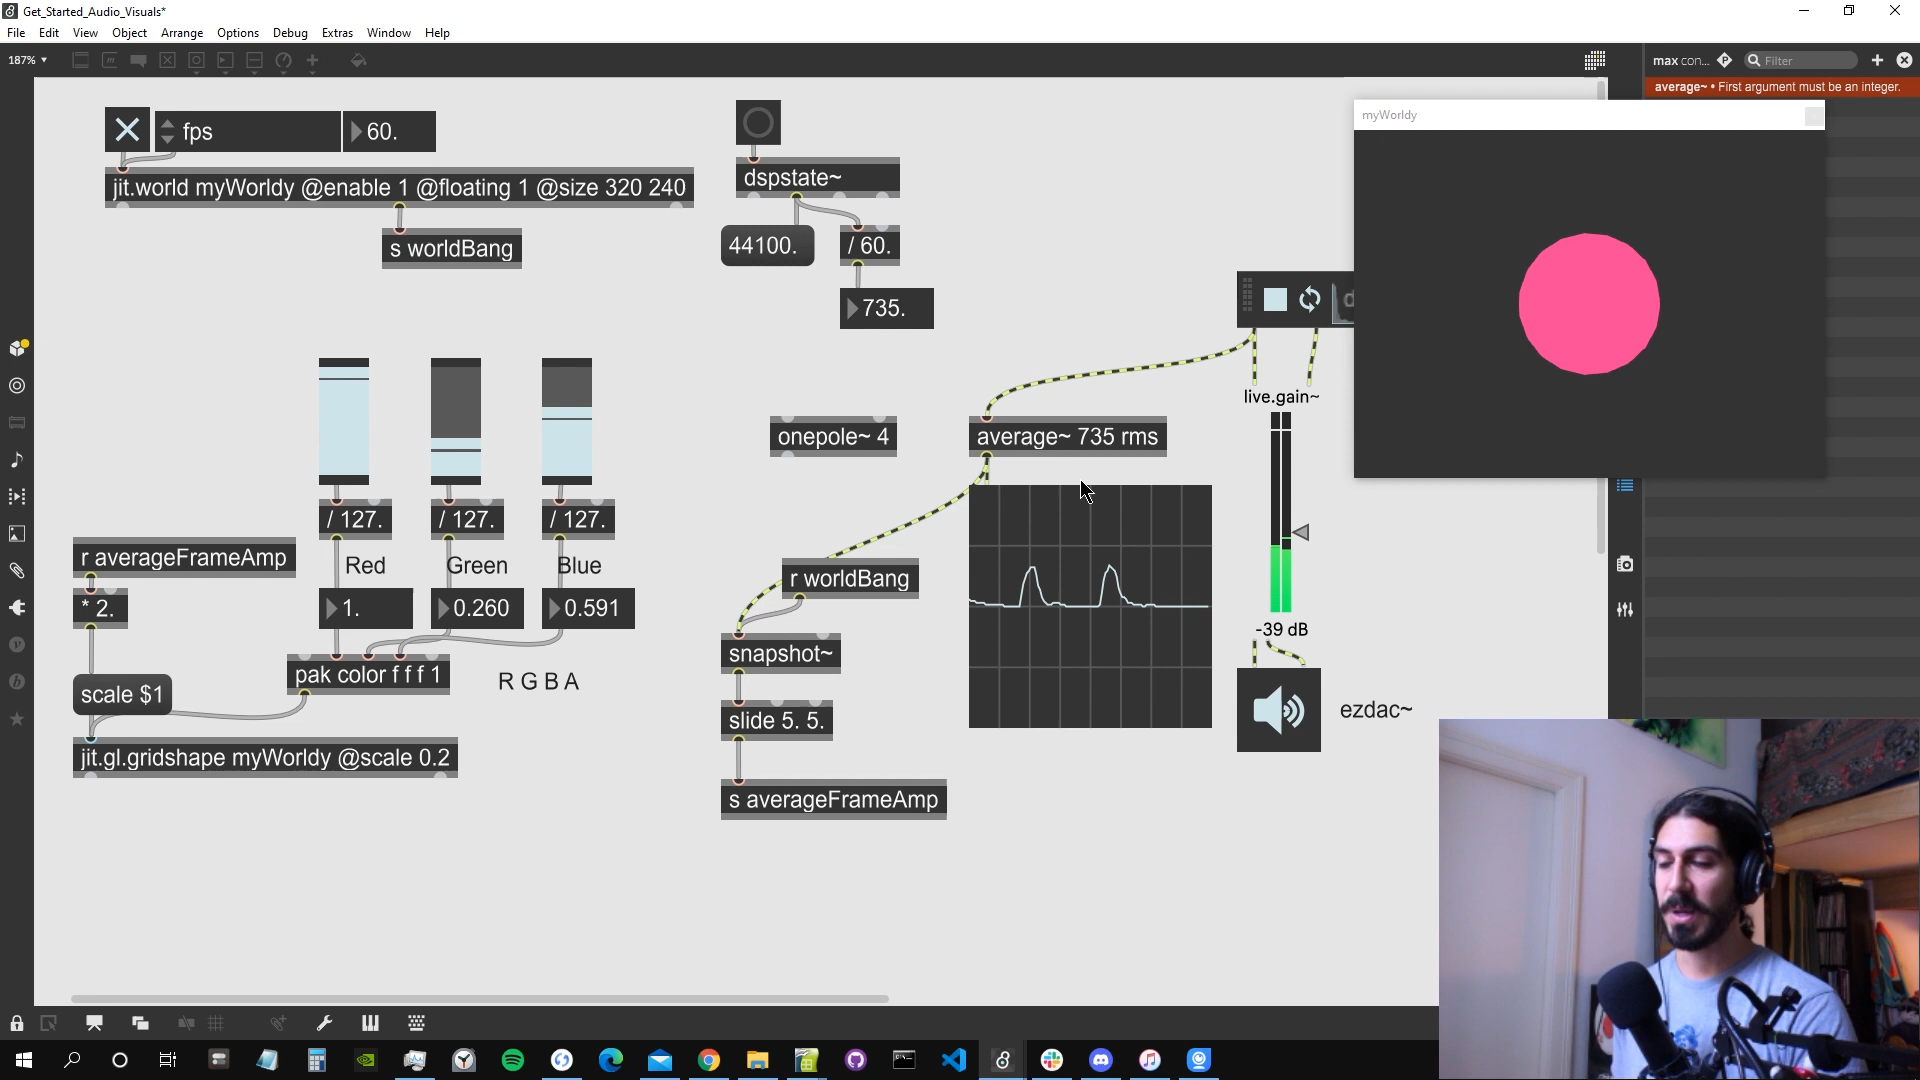 Get_Started_Audio_Visuals*
File Edit View Object Arrange Options Debug Extras Window Help
187%
max con...
Filter
average~ • First argument must be an integer.
myWorldy
fps
60.
jit.world myWorldy @enable 1 @floating 1 @size 320 240
s worldBang
dspstate~
44100.
/ 60.
735.
live.gain~
onepole~ 4
average~ 735 rms
/ 127.
/ 127.
/ 127.
r averageFrameAmp
Red
Green
Blue
* 2.
1.
0.260
0.591
r worldBang
-39 dB
snapshot~
scale $1
pak color f f f 1
R G B A
slide 5. 5.
ezdac~
jit.gl.gridshape myWorldy @scale 0.2
s averageFrameAmp